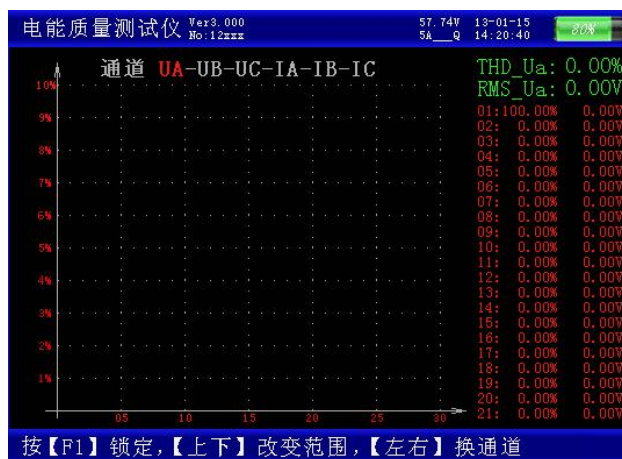 电能质量测试仪 Ver3.000 57.74V 13-01-15 80%
No:12xxx 5A__Q 14:20:40
通道 UA-UB-UC-IA-IB-IC
THD_Ua: 0.00%
RMS_Ua: 0.00V
10%
9%
8%
7%
6%
5%
4%
3%
2%
1%
05 10 15 20 25 30
01:100.00% 0.00V
02: 0.00% 0.00V
03: 0.00% 0.00V
04: 0.00% 0.00V
05: 0.00% 0.00V
06: 0.00% 0.00V
07: 0.00% 0.00V
08: 0.00% 0.00V
09: 0.00% 0.00V
10: 0.00% 0.00V
11: 0.00% 0.00V
12: 0.00% 0.00V
13: 0.00% 0.00V
14: 0.00% 0.00V
15: 0.00% 0.00V
16: 0.00% 0.00V
17: 0.00% 0.00V
18: 0.00% 0.00V
19: 0.00% 0.00V
20: 0.00% 0.00V
21: 0.00% 0.00V
按【F1】锁定,【上下】改变范围,【左右】换通道